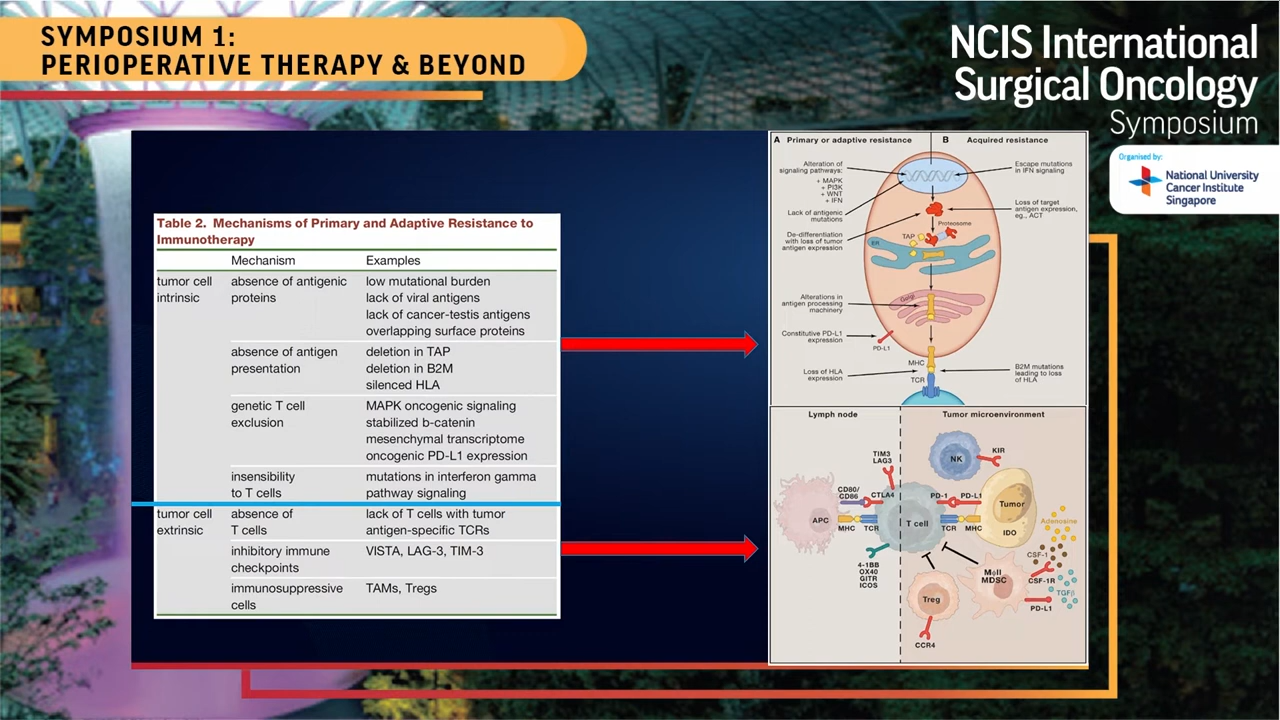 SYMPOSIUM 1:
PERIOPERATIVE THERAPY & BEYOND
NCIS International
Surgical Oncology
Symposium
Organised by:
National University
Cancer Institute
Singapore
Table 2. Mechanisms of Primary and Adaptive Resistance to
Immunotherapy
Mechanism Examples
tumor cell absence of antigenic low mutational burden
intrinsic proteins lack of viral antigens
lack of cancer-testis antigens
overlapping surface proteins
absence of antigen deletion in TAP
presentation deletion in B2M
silenced HLA
genetic T cell MAPK oncogenic signaling
exclusion stabilized b-catenin
mesenchymal transcriptome
oncogenic PD-L1 expression
insensibility mutations in interferon gamma
to T cells pathway signaling
tumor cell absence of lack of T cells with tumor
extrinsic T cells antigen-specific TCRs
inhibitory immune VISTA, LAG-3, TIM-3
checkpoints
immunosuppressive TAMs, Tregs
cells
A Primary or adaptive resistance
B Acquired resistance
Alteration of
signaling pathways:
+ MAPK
+ PI3K
+ WNT
+ IFN
Lack of antigenic
mutations
De-differentiation
with loss of tumor
antigen expression
Alterations in
antigen processing
machinery
Constitutive PD-L1
expression
PD-L1
Loss of HLA
expression
Escape mutations
in IFN signaling
Loss of target
antigen expression,
eg., ACT
Proteosome
TAP
ER
Golgi
MHC
TCR
B2M mutations
leading to loss
of HLA
Lymph node
Tumor microenvironment
TIM3
LAG3
CD80/
CD86
CTLA4
APC
MHC
TCR
T cell
4-1BB
OX40
GITR
ICOS
NK
KIR
PD-1
PD-L1
TCR
MHC
Tumor
IDO
Adenosine
CSF-1
CSF-1R
TGFβ
MφII
MDSC
PD-L1
Treg
CCR4